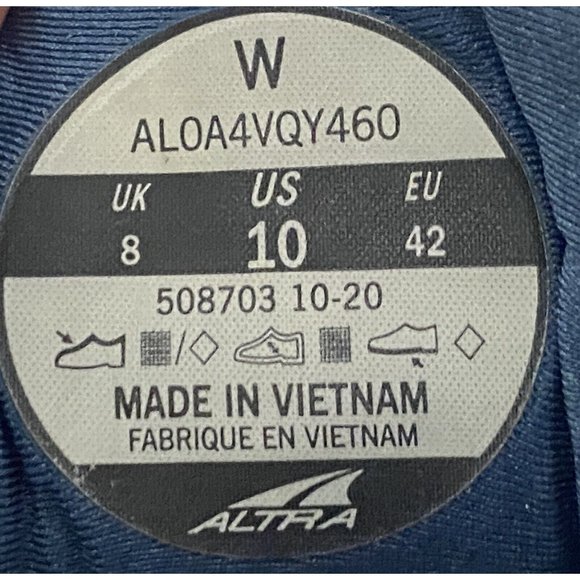 W
AL0A4VQY460
UK US EU
8 10 42
508703 10-20
/
MADE IN VIETNAM
FABRIQUE EN VIETNAM
ALTRA